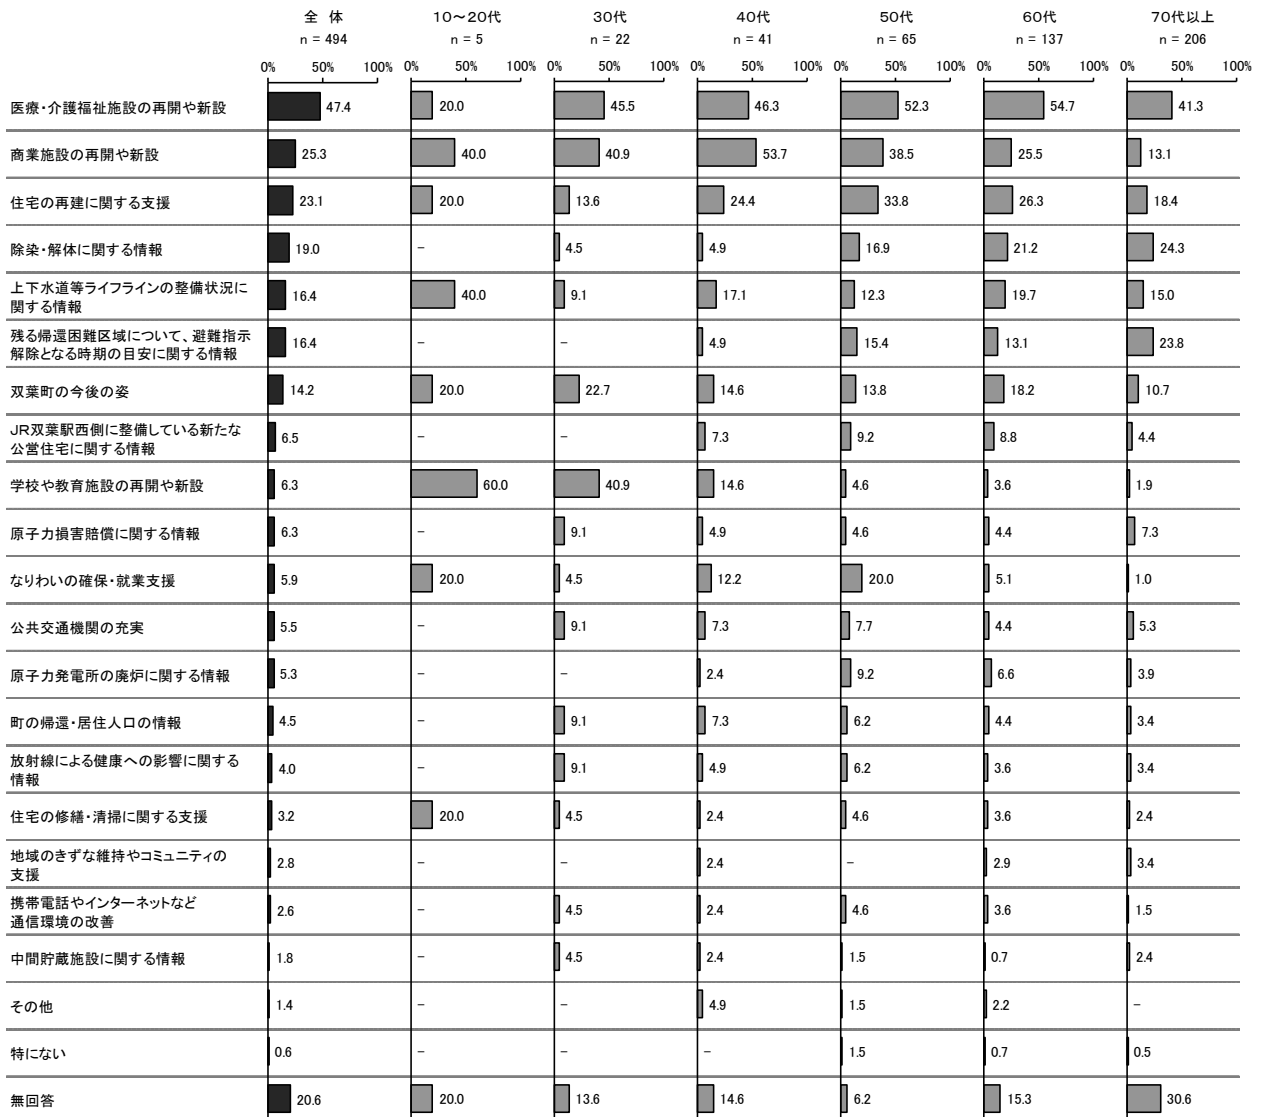 全　体 10～20代 30代 40代 50代 60代 70代以上
n = 494 n = 5 n = 22 n = 41 n = 65 n = 137 n = 206
0% 50% 100% 0% 50% 100% 0% 50% 100% 0% 50% 100% 0% 50% 100% 0% 50% 100% 0% 50% 100%
医療・介護福祉施設の再開や新設 47.4 20.0 45.5 46.3 52.3 54.7 41.3
商業施設の再開や新設 25.3 40.0 40.9 53.7 38.5 25.5 13.1
住宅の再建に関する支援 23.1 20.0 13.6 24.4 33.8 26.3 18.4
除染・解体に関する情報 19.0 － 4.5 4.9 16.9 21.2 24.3
上下水道等ライフラインの整備状況に
関する情報 16.4 40.0 9.1 17.1 12.3 19.7 15.0
残る帰還困難区域について、避難指示
解除となる時期の目安に関する情報 16.4 － － 4.9 15.4 13.1 23.8
双葉町の今後の姿 14.2 20.0 22.7 14.6 13.8 18.2 10.7
JR双葉駅西側に整備している新たな
公営住宅に関する情報 6.5 － － 7.3 9.2 8.8 4.4
学校や教育施設の再開や新設 6.3 60.0 40.9 14.6 4.6 3.6 1.9
原子力損害賠償に関する情報 6.3 － 9.1 4.9 4.6 4.4 7.3
なりわいの確保・就業支援 5.9 20.0 4.5 12.2 20.0 5.1 1.0
公共交通機関の充実 5.5 － 9.1 7.3 7.7 4.4 5.3
原子力発電所の廃炉に関する情報 5.3 － － 2.4 9.2 6.6 3.9
町の帰還・居住人口の情報 4.5 － 9.1 7.3 6.2 4.4 3.4
放射線による健康への影響に関する
情報 4.0 － 9.1 4.9 6.2 3.6 3.4
住宅の修繕・清掃に関する支援 3.2 20.0 4.5 2.4 4.6 3.6 2.4
地域のきずな維持やコミュニティの
支援 2.8 － － 2.4 － 2.9 3.4
携帯電話やインターネットなど
通信環境の改善 2.6 － 4.5 2.4 4.6 3.6 1.5
中間貯蔵施設に関する情報 1.8 － 4.5 2.4 1.5 0.7 2.4
その他 1.4 － － 4.9 1.5 2.2 －
特にない 0.6 － － － 1.5 0.7 0.5
無回答 20.6 20.0 13.6 14.6 6.2 15.3 30.6